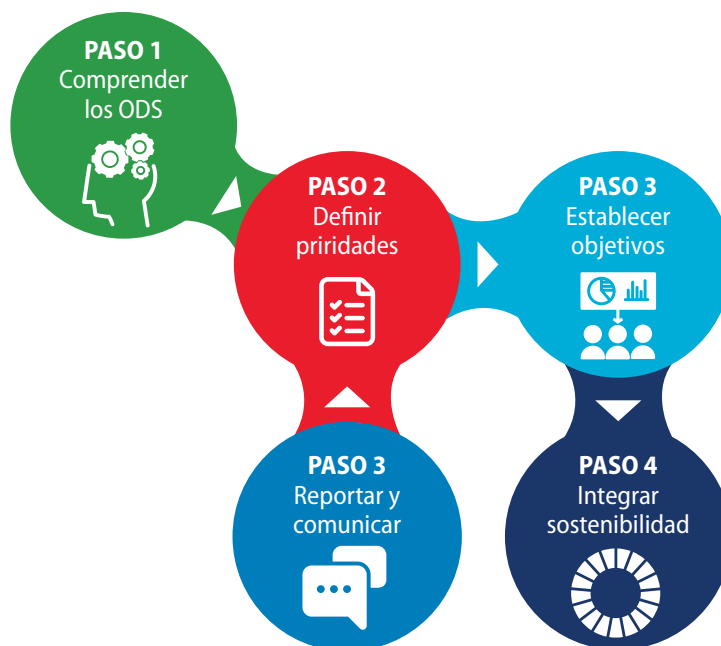 PASO 1
Comprender
los ODS
PASO 2
Definir
priridades
PASO 3
Establecer
objetivos
PASO 3
Reportar y
comunicar
PASO 4
Integrar
sostenibilidad